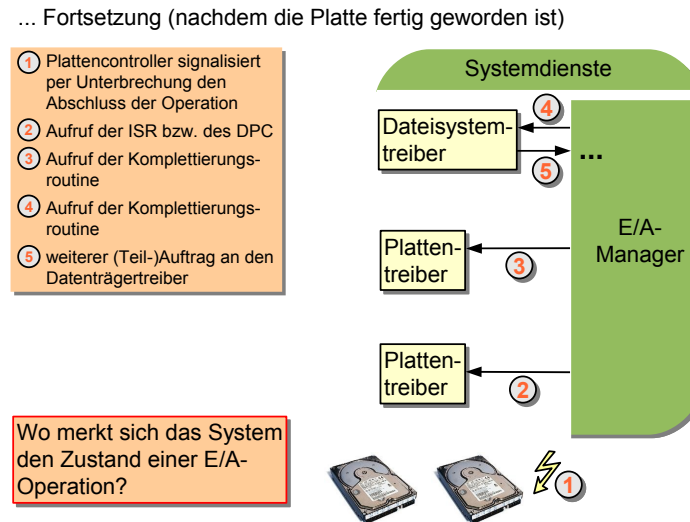 ... Fortsetzung (nachdem die Platte fertig geworden ist)
1 Plattencontroller signalisiert
per Unterbrechung den
Abschluss der Operation
2 Aufruf der ISR bzw. des DPC
3 Aufruf der Komplettierungs-
routine
4 Aufruf der Komplettierungs-
routine
5 weiterer (Teil-)Auftrag an den
Datenträgertreiber
Systemdienste
Dateisystem-
treiber
4
5
...
E/A-
Manager
Platten-
treiber
3
Platten-
treiber
2
Wo merkt sich das System
den Zustand einer E/A-
Operation?
1